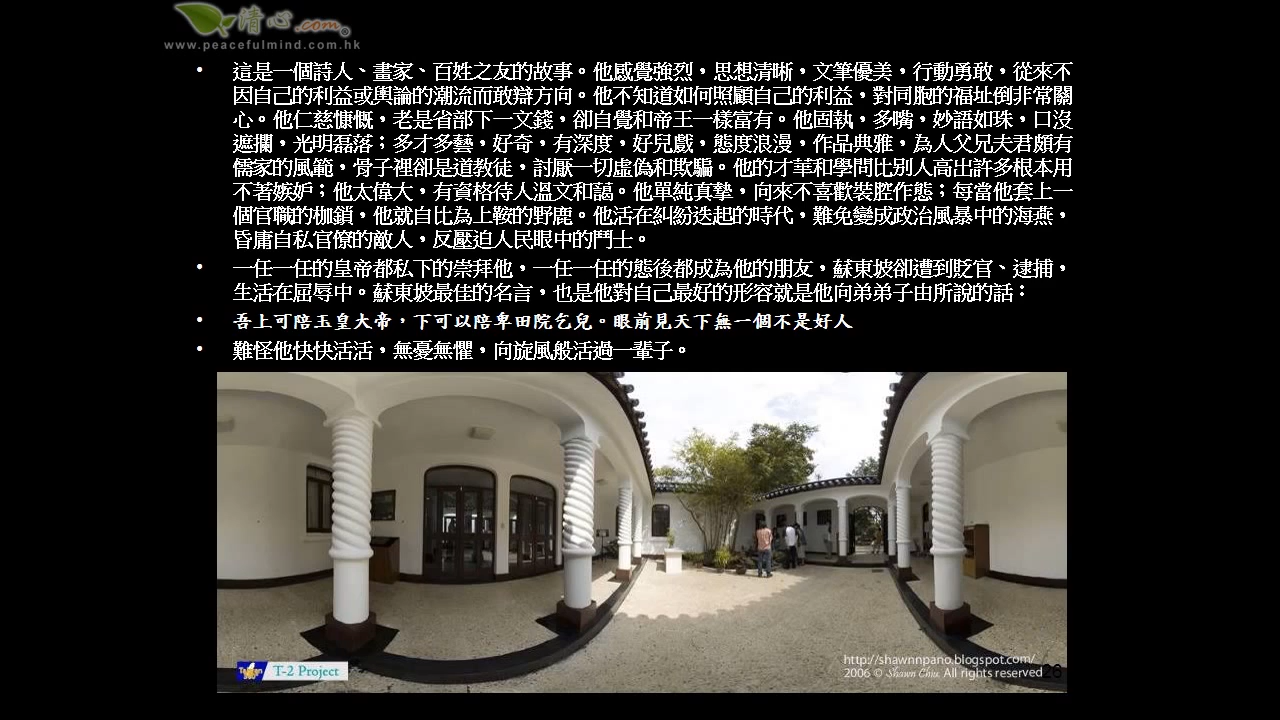 清心.com®
www.peacefulmind.com.hk
• 這是一個詩人、畫家、百姓之友的故事。他感覺強烈，思想清晰，文筆優美，行動勇敢，從來不
因自己的利益或輿論的潮流而敢辯方向。他不知道如何照顧自己的利益，對同胞的福址倒非常關
心。他仁慈慷慨，老是省部下一文錢，卻自覺和帝王一樣富有。他固執，多嘴，妙語如珠，口沒
遮攔，光明磊落；多才多藝，好奇，有深度，好兒戲，態度浪漫，作品典雅，為人父兄夫君頗有
儒家的風範，骨子裡卻是道教徒，討厭一切虛偽和欺騙。他的才華和學問比別人高出許多根本用
不著嫉妒；他太偉大，有資格待人溫文和藹。他單純真摯，向來不喜歡裝腔作態；每當他套上一
個官職的枷鎖，他就自比為上鞍的野鹿。他活在糾紛迭起的時代，難免變成政治風暴中的海燕，
昏庸自私官僚的敵人，反壓迫人民眼中的鬥士。
• 一任一任的皇帝都私下的崇拜他，一任一任的態後都成為他的朋友，蘇東坡卻遭到貶官、逮捕，
生活在屈辱中。蘇東坡最佳的名言，也是他對自己最好的形容就是他向弟弟子由所說的話：
• 吾上可陪玉皇大帝，下可以陪卑田院乞兒。眼前見天下無一個不是好人
• 難怪他快快活活，無憂無懼，向旋風般活過一輩子。
Taiwan
T-2 Project
http://shawnnpano.blogspot.com/
2006 © Shawn Chiu. All rights reserved